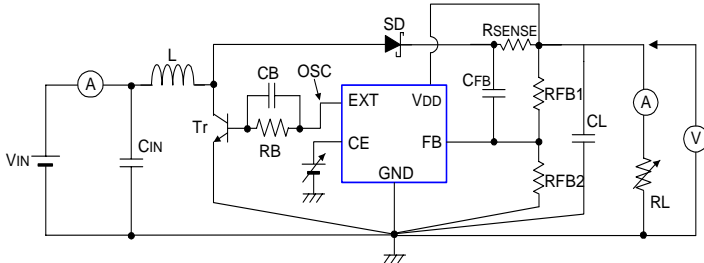 SD
RSENSE
L
A
CB
OSC
CFB
EXT
VDD
RFB1
CL
A
Tr
RB
CE
FB
V
VIN
CIN
GND
RFB2
RL